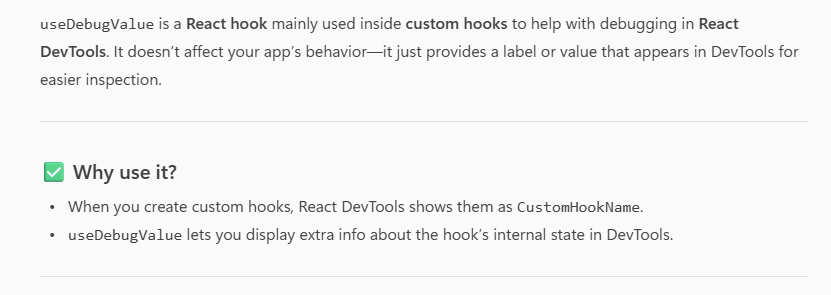 useDebugValue is a React hook mainly used inside custom hooks to help with debugging in React
DevTools. It doesn’t affect your app’s behavior—it just provides a label or value that appears in DevTools for
easier inspection.
✅ Why use it?
• When you create custom hooks, React DevTools shows them as CustomHookName.
• useDebugValue lets you display extra info about the hook’s internal state in DevTools.